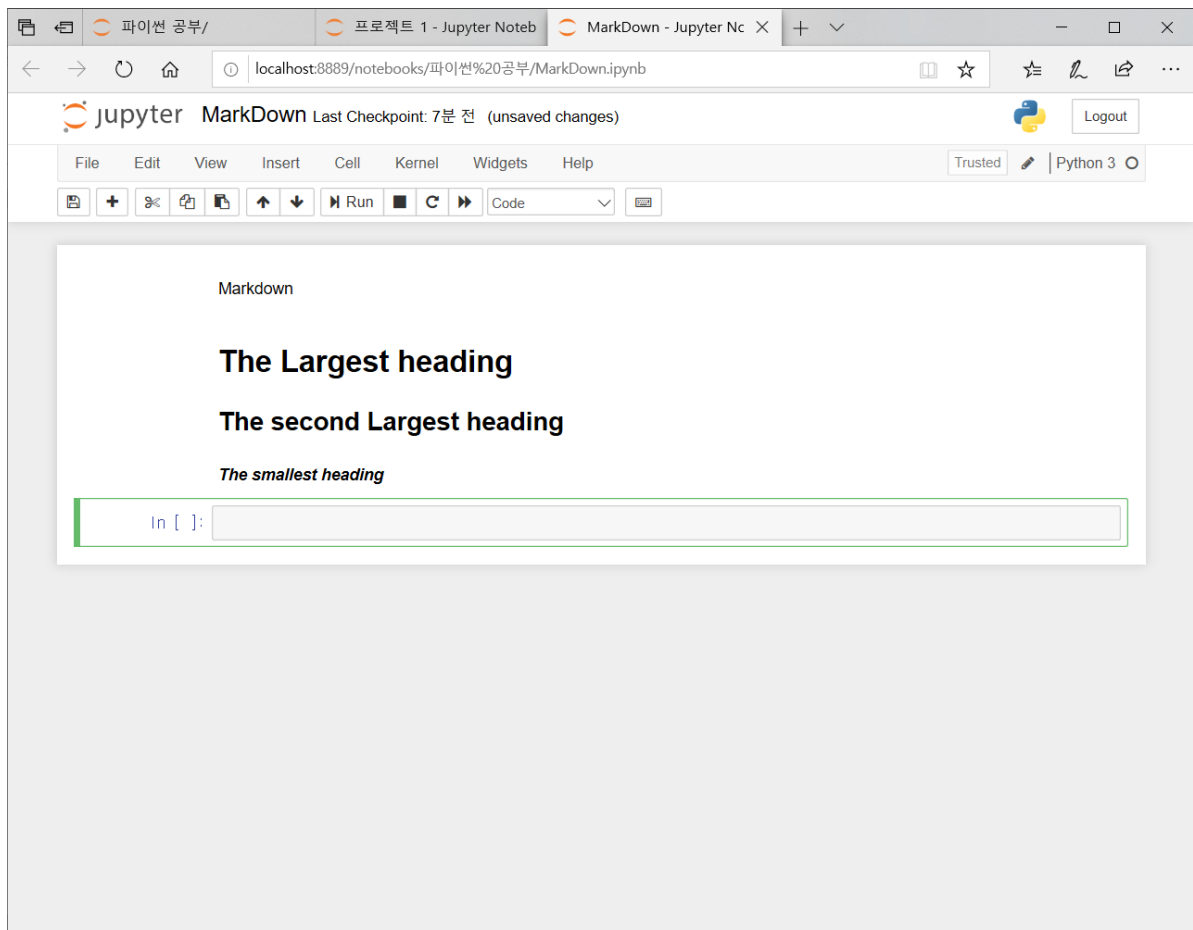 파이썬 공부/
프로젝트 1 - Jupyter Noteb
MarkDown - Jupyter Nc
localhost:8889/notebooks/파이썬%20공부/MarkDown.ipynb
jupyter MarkDown Last Checkpoint: 7분 전 (unsaved changes)
Logout
File Edit View Insert Cell Kernel Widgets Help
Trusted
Python 3
Run
Code
Markdown
The Largest heading
The second Largest heading
The smallest heading
In [ ]: